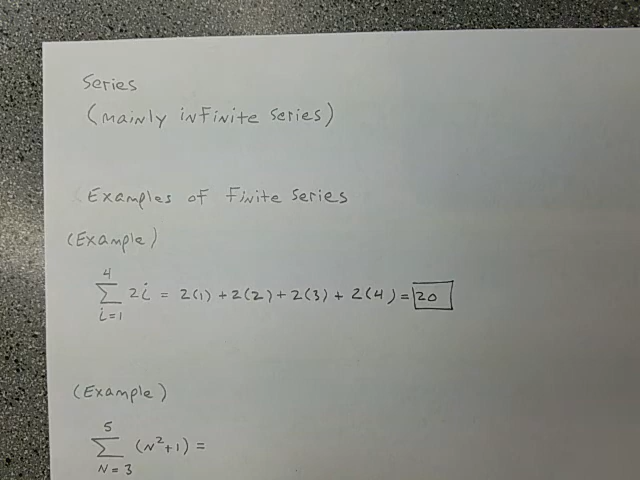 Series
(Mainly infinite series)
Examples of Finite Series
(Example)
4
∑ 2i = 2(1) + 2(2) + 2(3) + 2(4) = 20
i=1
(Example)
5
∑ (N²+1) =
N=3